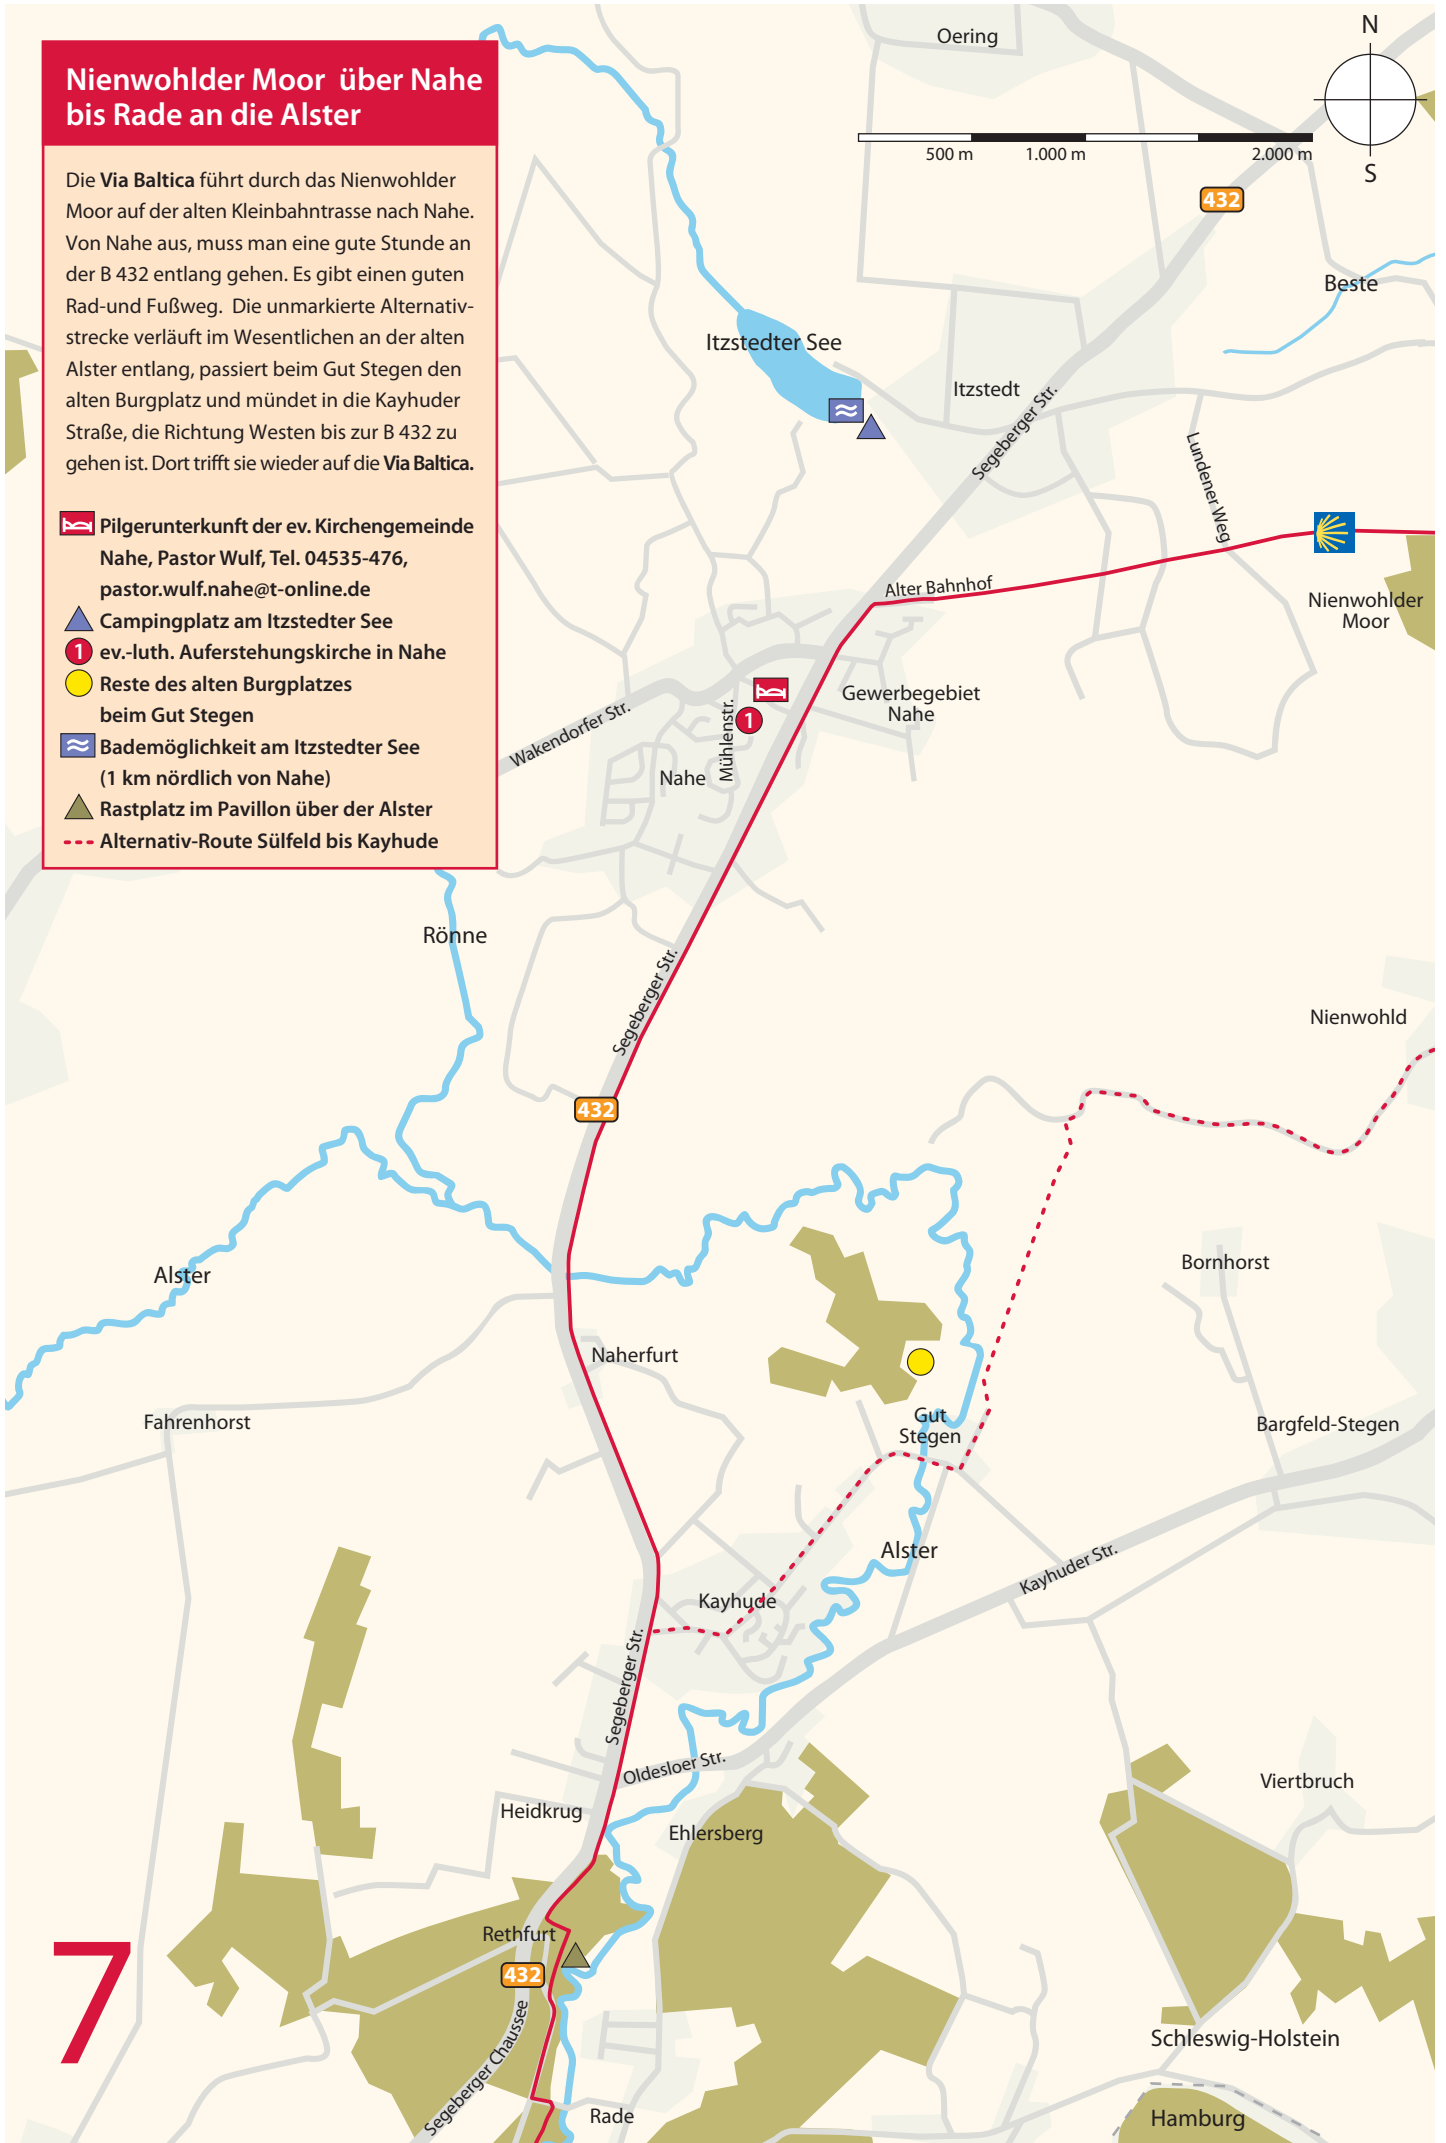 Nienwohlder Moor über Nahe
bis Rade an die Alster
Die Via Baltica führt durch das Nienwohlder
Moor auf der alten Kleinbahntrasse nach Nahe.
Von Nahe aus, muss man eine gute Stunde an
der B 432 entlang gehen. Es gibt einen guten
Rad-und Fußweg. Die unmarkierte Alternativ-
strecke verläuft im Wesentlichen an der alten
Alster entlang, passiert beim Gut Stegen den
alten Burgplatz und mündet in die Kayhuder
Straße, die Richtung Westen bis zur B 432 zu
gehen ist. Dort trifft sie wieder auf die Via Baltica.
Pilgerunterkunft der ev. Kirchengemeinde
Nahe, Pastor Wulf, Tel. 04535-476,
pastor.wulf.nahe@t-online.de
Campingplatz am Itzstedter See
1 ev.-luth. Auferstehungskirche in Nahe
Reste des alten Burgplatzes
beim Gut Stegen
Bademöglichkeit am Itzstedter See
(1 km nördlich von Nahe)
Rastplatz im Pavillon über der Alster
Alternativ-Route Sülfeld bis Kayhude
N
S
500 m 1.000 m 2.000 m
Oering
432
Beste
Itzstedter See
Itzstedt
Segeberger Str.
Lundener Weg
Alter Bahnhof
Nienwohlder
Moor
Gewerbegebiet
Nahe
1
Mühlenstr.
Wakendorfer Str.
Nahe
Rönne
Segeberger Str.
Nienwohld
432
Alster
Bornhorst
Naherfurt
Fahrenhorst
Gut
Stegen
Bargfeld-Stegen
Alster
Kayhuder Str.
Kayhude
Segeberger Str.
Oldesloer Str.
Viertbruch
Heidkrug
Ehlersberg
Rethfurt
432
Segeberger Chaussee
7
Schleswig-Holstein
Rade
Hamburg